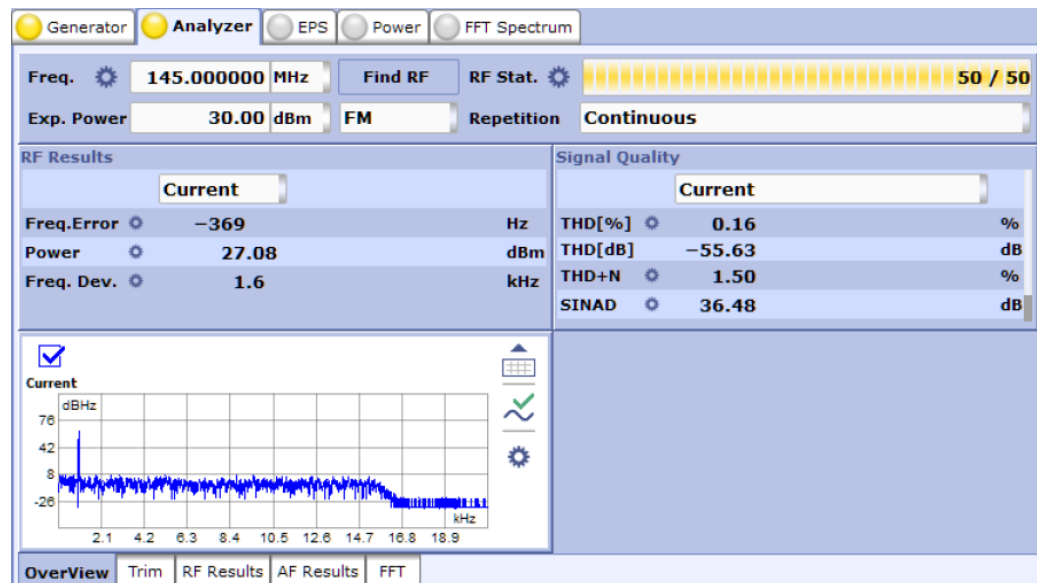 Generator Analyzer EPS Power FFT Spectrum
Freq. 145.000000 MHz Find RF RF Stat. 50 / 50
Exp. Power 30.00 dBm FM Repetition Continuous
RF Results
Current
Freq.Error −369 Hz
Power 27.08 dBm
Freq. Dev. 1.6 kHz
Signal Quality
Current
THD[%] 0.16 %
THD[dB] −55.63 dB
THD+N 1.50 %
SINAD 36.48 dB
Current
dBHz
76
42
8
-26
kHz
2.1 4.2 6.3 8.4 10.5 12.6 14.7 16.8 18.9
OverView Trim RF Results AF Results FFT